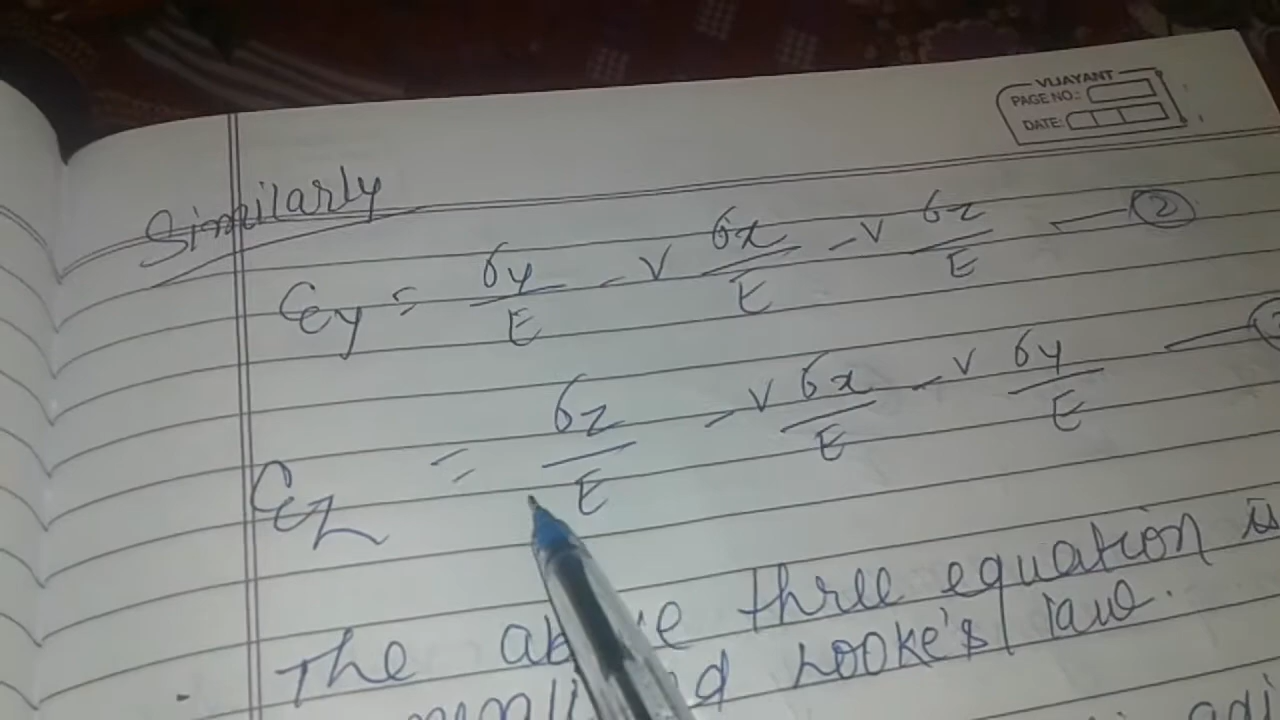 VIJAYANT
PAGE NO.:
DATE:
Similarly
ϵy = σy/E - ν σx/E - ν σz/E — ②
ϵz = σz/E - ν σx/E - ν σy/E —
The three equation is
Hooke's law.